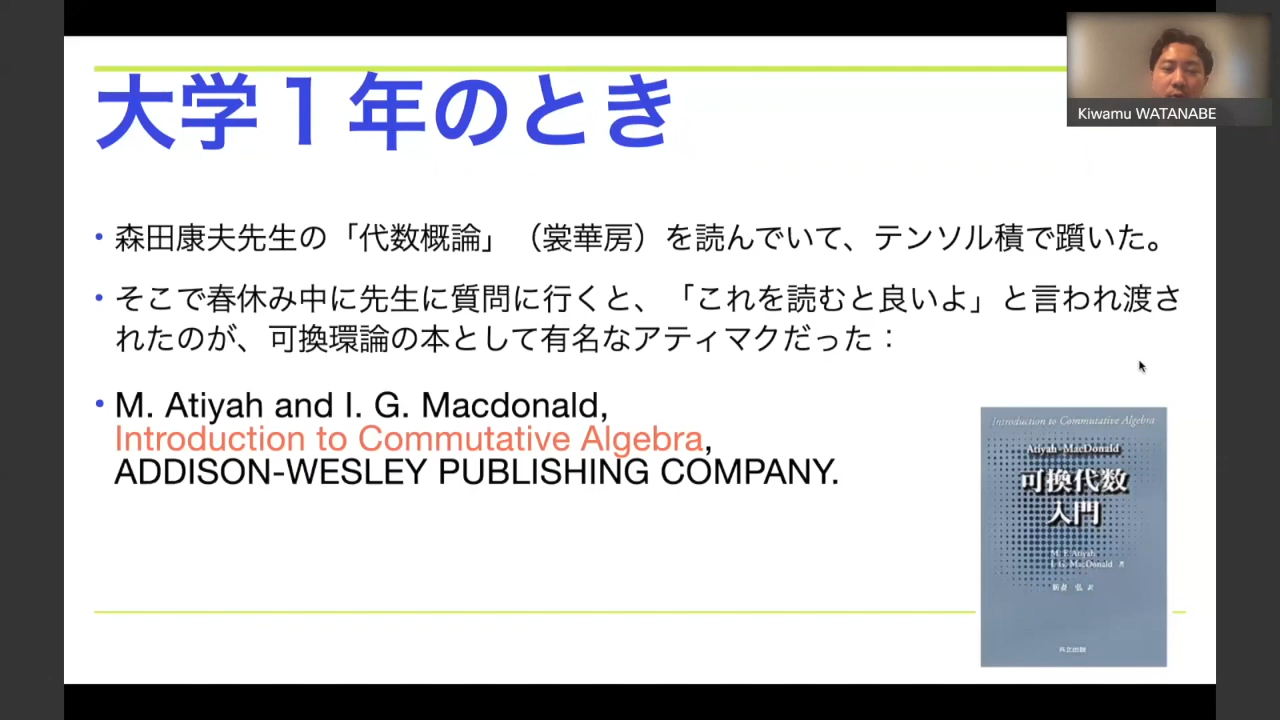 大学１年のとき
Kiwamu WATANABE
• 森田康夫先生の「代数概論」（裳華房）を読んでいて、テンソル積で躓いた。
• そこで春休み中に先生に質問に行くと、「これを読むと良いよ」と言われ渡さ
れたのが、可換環論の本として有名なアティマクだった：
• M. Atiyah and I. G. Macdonald,
Introduction to Commutative Algebra,
ADDISON-WESLEY PUBLISHING COMPANY.
Introduction to Commutative Algebra
Atiyah-MacDonald
可換代数
入門
M. F. Atiyah
I. G. MacDonald 著
新妻 弘 訳
共立出版